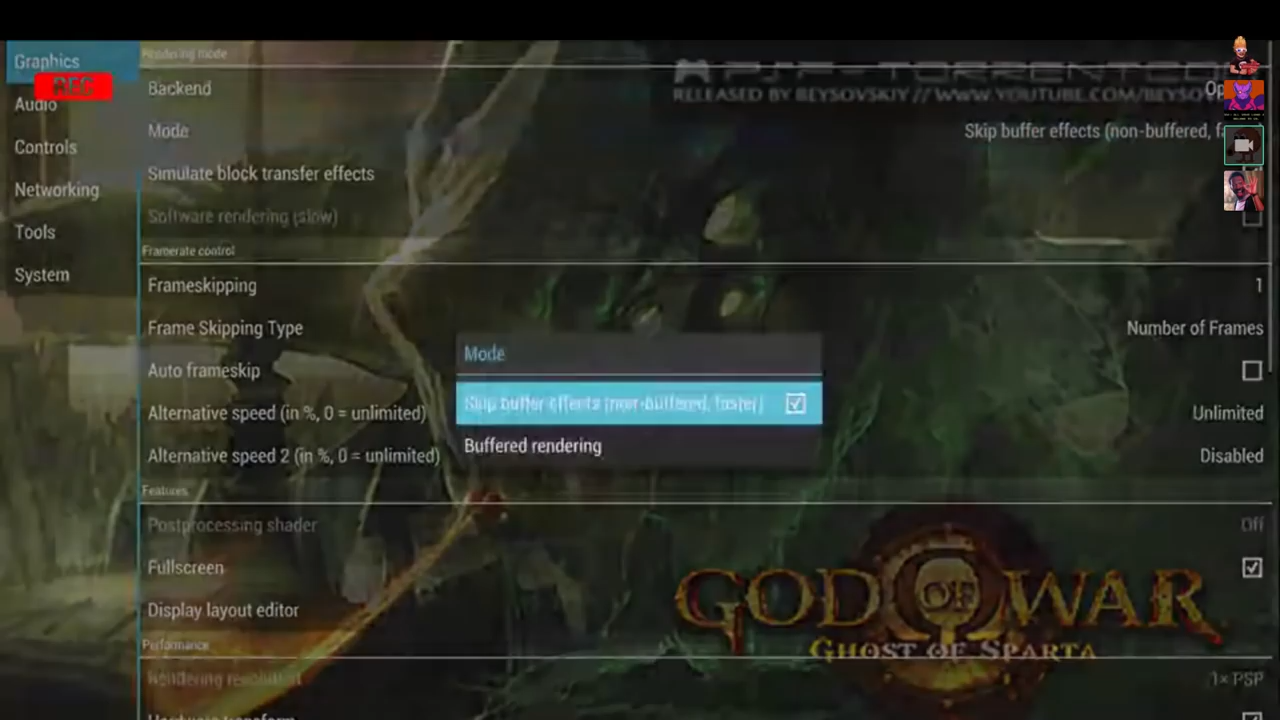 Graphics
REC
Audio
Controls
Networking
Tools
System
Rendering mode
Backend
Mode
Skip buffer effects (non-buffered, fa
Simulate block transfer effects
Software rendering (slow)
Framerate control
Frameskipping
1
Frame Skipping Type
Number of Frames
Auto frameskip
Alternative speed (in %, 0 = unlimited)
Unlimited
Alternative speed 2 (in %, 0 = unlimited)
Disabled
Features
Postprocessing shader
Off
Fullscreen
Display layout editor
Performance
Rendering resolution
1× PSP
Hardware transform
Mode
Skip buffer effects (non-buffered, faster)
Buffered rendering
RELEASED BY BEYSOVSKIY // WWW.YOUTUBE.COM/BEYSOV
GOD OF WAR
GHOST OF SPARTA